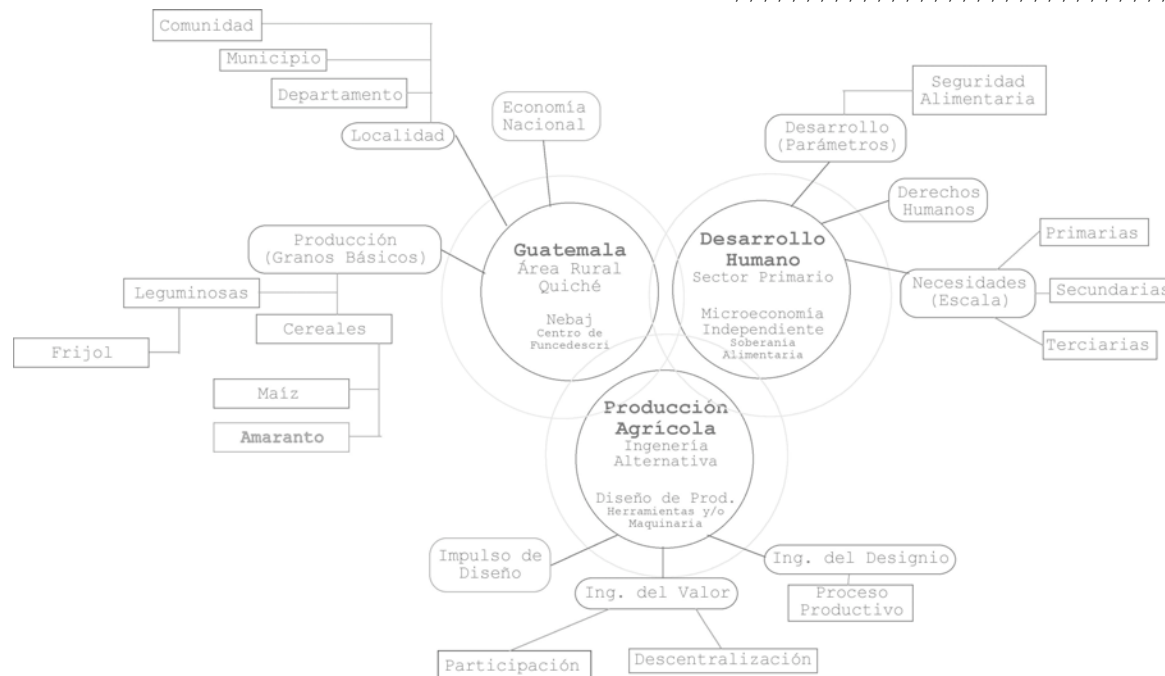 Comunidad
Municipio
Departamento
Localidad
Economía
Nacional
Seguridad
Alimentaria
Desarrollo
(Parámetros)
Derechos
Humanos
Primarias
Necesidades
(Escala)
Secundarias
Terciarias
Producción
(Granos Básicos)
Leguminosas
Cereales
Frijol
Maíz
Amaranto
Guatemala
Área Rural
Quiché
Nebaj
Centro de
Funcedescri
Desarrollo
Humano
Sector Primario
Microeconomía
Independiente
Soberanía
Alimentaria
Producción
Agrícola
Ingenería
Alternativa
Diseño de Prod.
Herramientas y/o
Maquinaria
Impulso de
Diseño
Ing. del Valor
Ing. del Designio
Proceso
Productivo
Participación
Descentralización